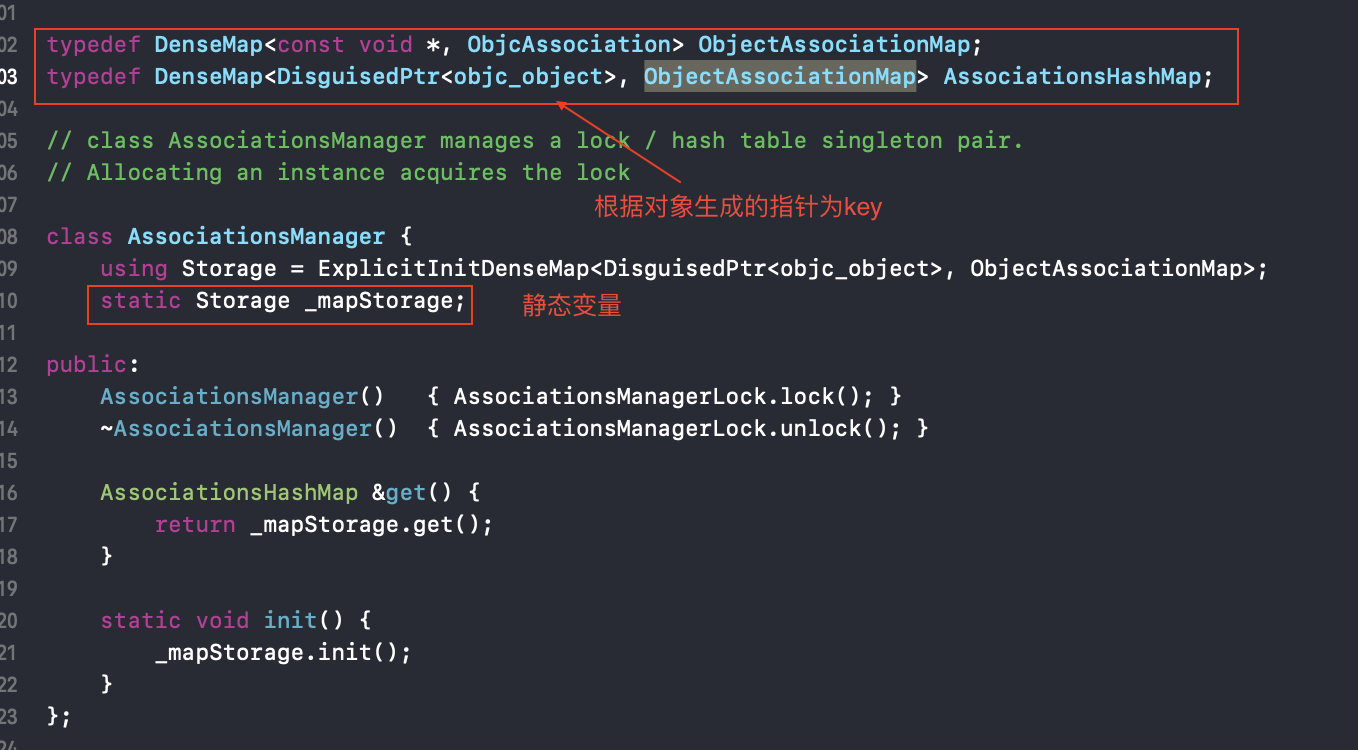 01
02 typedef DenseMap<const void *, ObjcAssociation> ObjectAssociationMap;
03 typedef DenseMap<DisguisedPtr<objc_object>, ObjectAssociationMap> AssociationsHashMap;
04
05 // class AssociationsManager manages a lock / hash table singleton pair.
06 // Allocating an instance acquires the lock
07 根据对象生成的指针为key
08 class AssociationsManager {
09     using Storage = ExplicitInitDenseMap<DisguisedPtr<objc_object>, ObjectAssociationMap>;
10     static Storage _mapStorage; 静态变量
11
12 public:
13     AssociationsManager()   { AssociationsManagerLock.lock(); }
14     ~AssociationsManager()  { AssociationsManagerLock.unlock(); }
15
16     AssociationsHashMap &get() {
17         return _mapStorage.get();
18     }
19
20     static void init() {
21         _mapStorage.init();
22     }
23 };
24